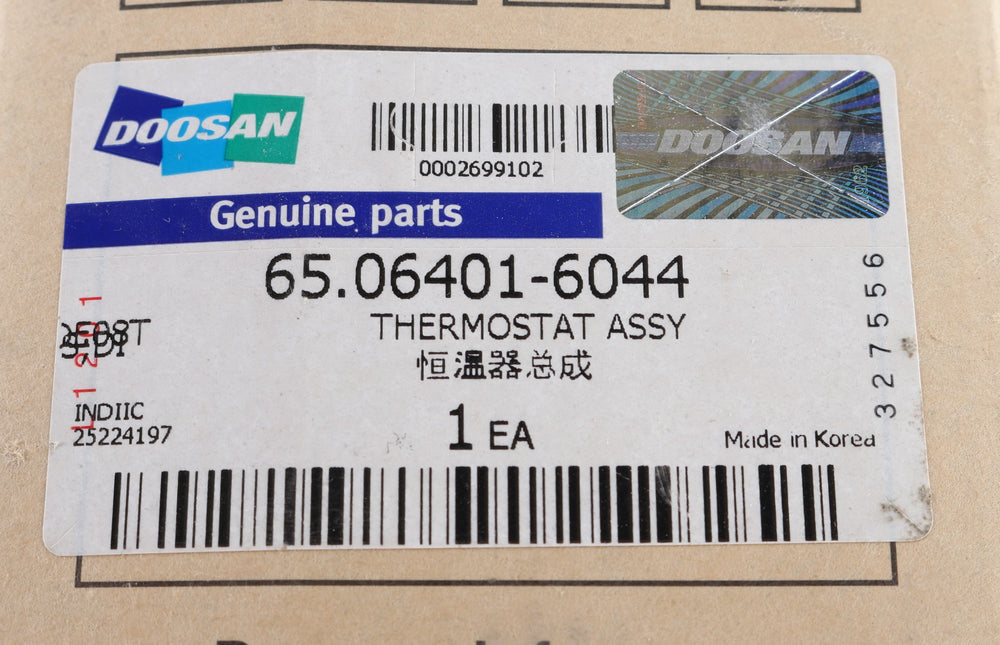 DOOSAN
0002699102
DOOSAN
Genuine parts
65.06401-6044
THERMOSTAT ASSY
恒温器总成
327556
INDIIC
25224197
1 EA
Made in Korea